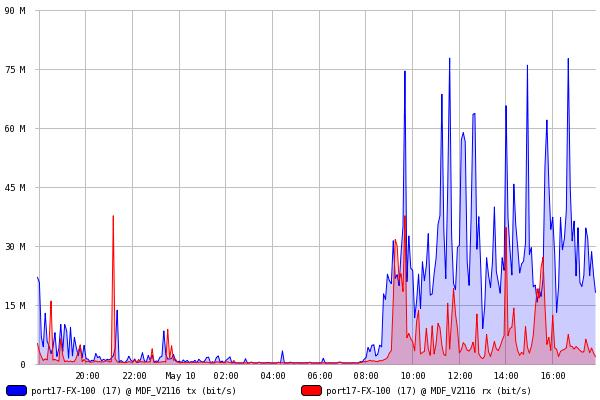 90 M
75 M
60 M
45 M
30 M
15 M
0
20:00 22:00 May 10 02:00 04:00 06:00 08:00 10:00 12:00 14:00 16:00
port17-FX-100 (17) @ MDF_V2116 tx (bit/s) port17-FX-100 (17) @ MDF_V2116 rx (bit/s)